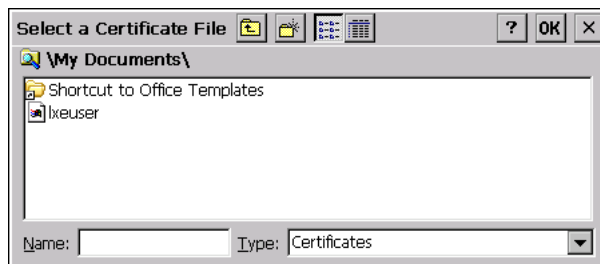 Select a Certificate File ? OK ×
\My Documents\
Shortcut to Office Templates
lxeuser
Name: Type: Certificates